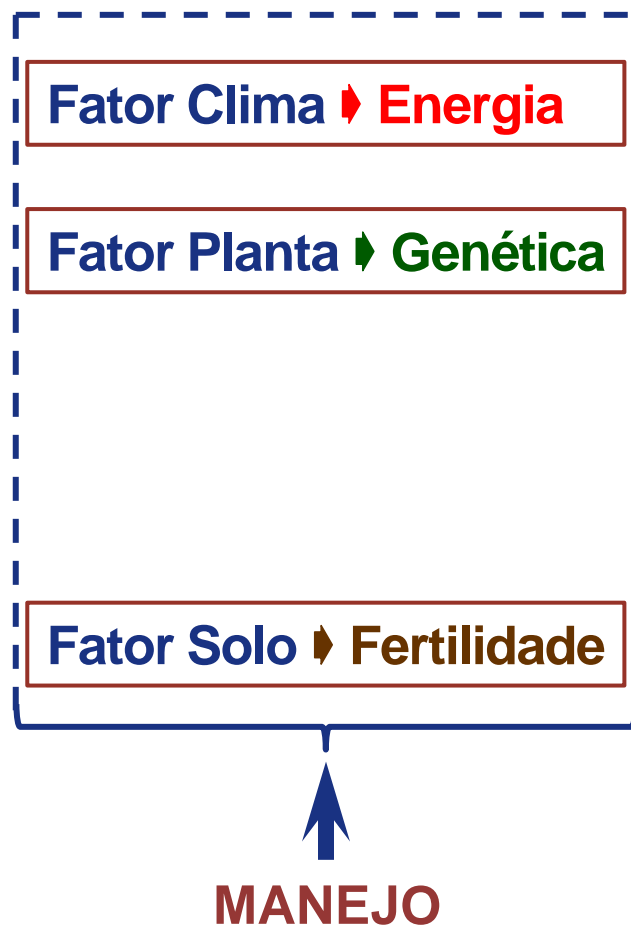 Fator Clima ➧ Energia
Fator Planta ➧ Genética
Fator Solo ➧ Fertilidade
MANEJO